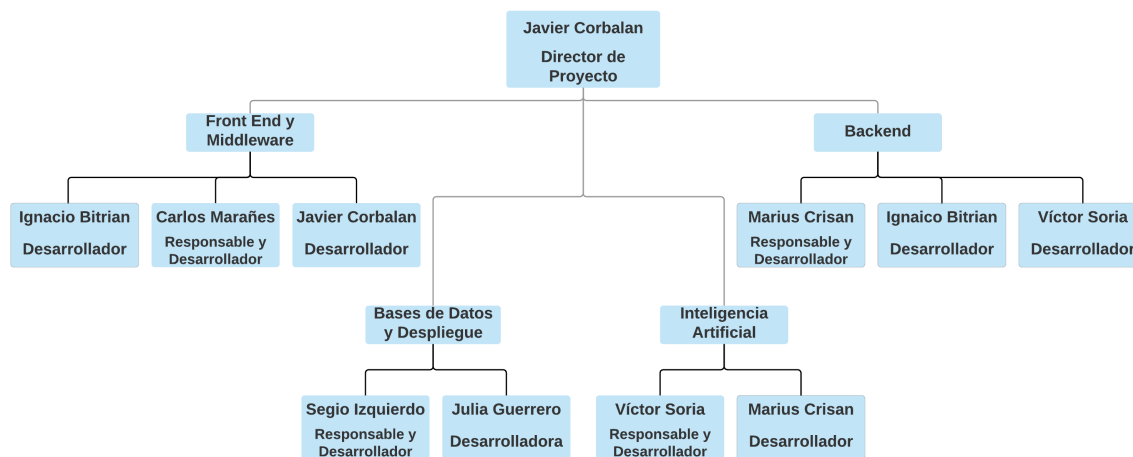 Javier Corbalan
Director de
Proyecto
Front End y
Middleware
Backend
Ignacio Bitrian
Desarrollador
Carlos Marañes
Responsable y
Desarrollador
Javier Corbalan
Desarrollador
Marius Crisan
Responsable y
Desarrollador
Ignaico Bitrian
Desarrollador
Víctor Soria
Desarrollador
Bases de Datos
y Despliegue
Inteligencia
Artificial
Segio Izquierdo
Responsable y
Desarrollador
Julia Guerrero
Desarrolladora
Víctor Soria
Responsable y
Desarrollador
Marius Crisan
Desarrollador